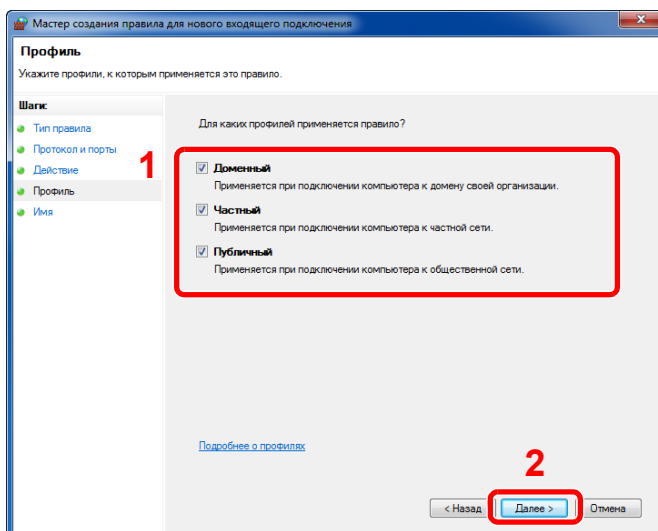 Мастер создания правила для нового входящего подключения
Профиль
Укажите профили, к которым применяется это правило.
Шаги:
Тип правила
Протокол и порты
Действие
Профиль
Имя
Для каких профилей применяется правило?
1
Доменный
Применяется при подключении компьютера к домену своей организации.
Частный
Применяется при подключении компьютера к частной сети.
Публичный
Применяется при подключении компьютера к общественной сети.
Подробнее о профилях
2
< Назад
Далее >
Отмена